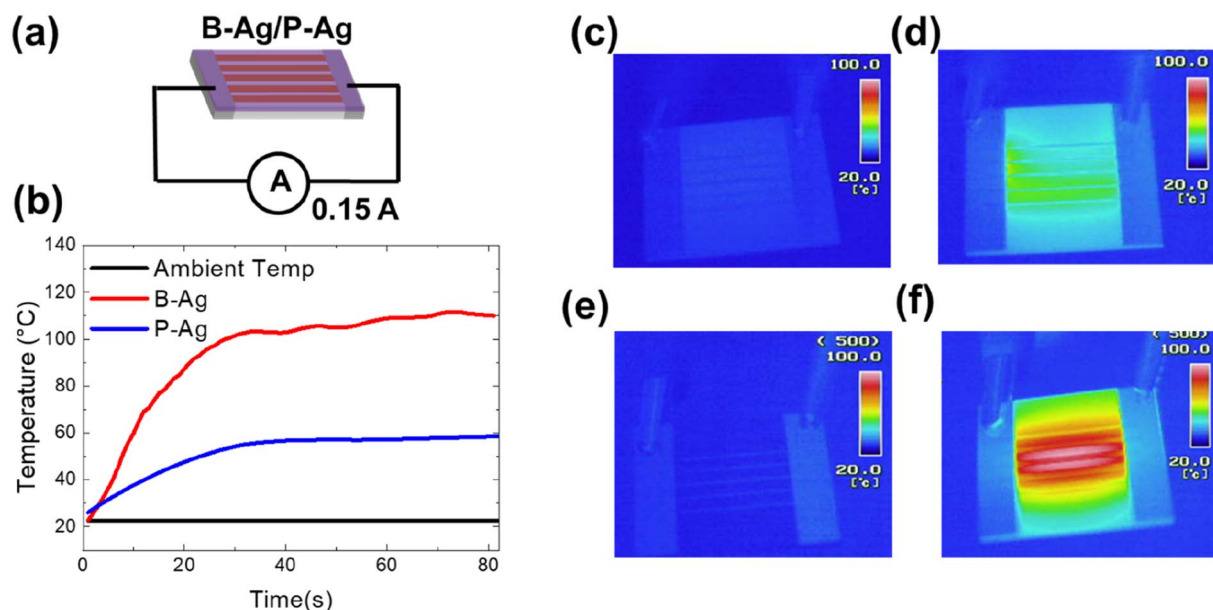 (a)
B-Ag/P-Ag
A
0.15 A
(b)
140
120
100
80
60
40
20
Temperature (°C)
Ambient Temp
B-Ag
P-Ag
0
20
40
60
80
Time(s)
(c)
100.0
20.0
[°c]
(d)
100.0
20.0
[°c]
(e)
( 500)
100.0
20.0
[°c]
(f)
( 500)
100.0
20.0
[°c]